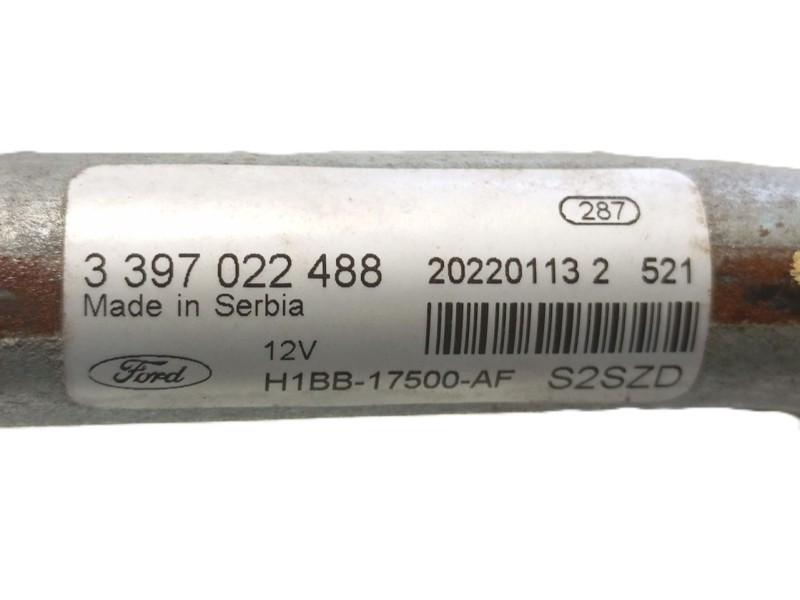 287
3 397 022 488 20220113 2 521
Made in Serbia
12V
Ford H1BB-17500-AF S2SZD